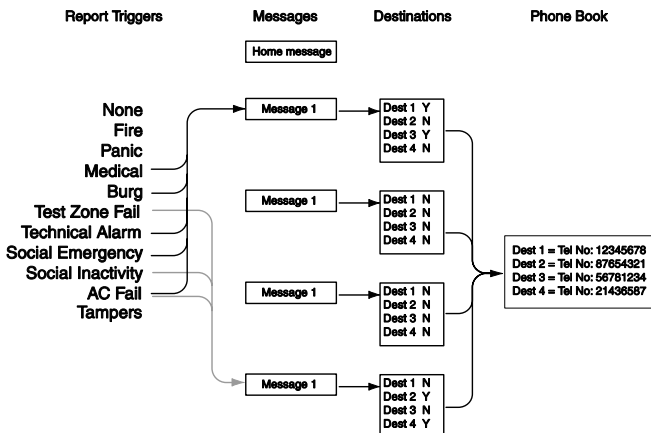 Report Triggers
Messages
Destinations
Phone Book
Home message
None
Fire
Panic
Medical
Burg
Test Zone Fail
Technical Alarm
Social Emergency
Social Inactivity
AC Fail
Tampers
Message 1
Message 1
Message 1
Message 1
Dest 1 Y
Dest 2 N
Dest 3 Y
Dest 4 N
Dest 1 N
Dest 2 N
Dest 3 N
Dest 4 N
Dest 1 N
Dest 2 N
Dest 3 N
Dest 4 N
Dest 1 N
Dest 2 Y
Dest 3 N
Dest 4 Y
Dest 1 = Tel No: 12345678
Dest 2 = Tel No: 87654321
Dest 3 = Tel No: 56781234
Dest 4 = Tel No: 21436587